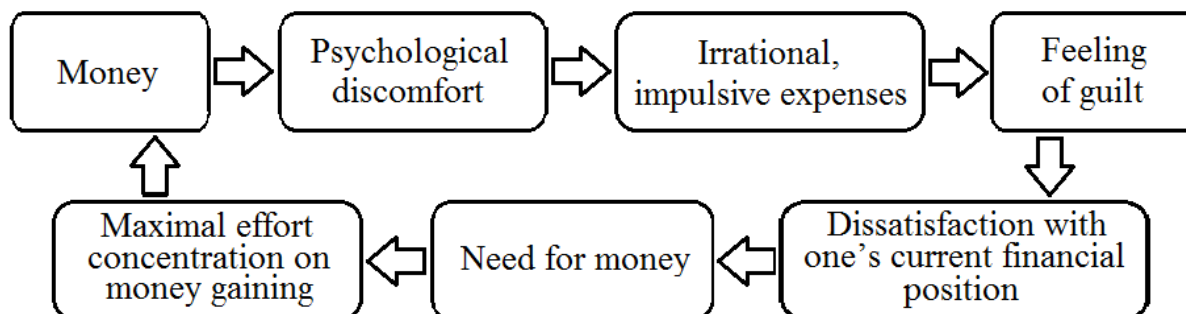 Money
Psychological
discomfort
Irrational,
impulsive expenses
Feeling
of guilt
Maximal effort
concentration on
money gaining
Need for money
Dissatisfaction with
one's current financial
position